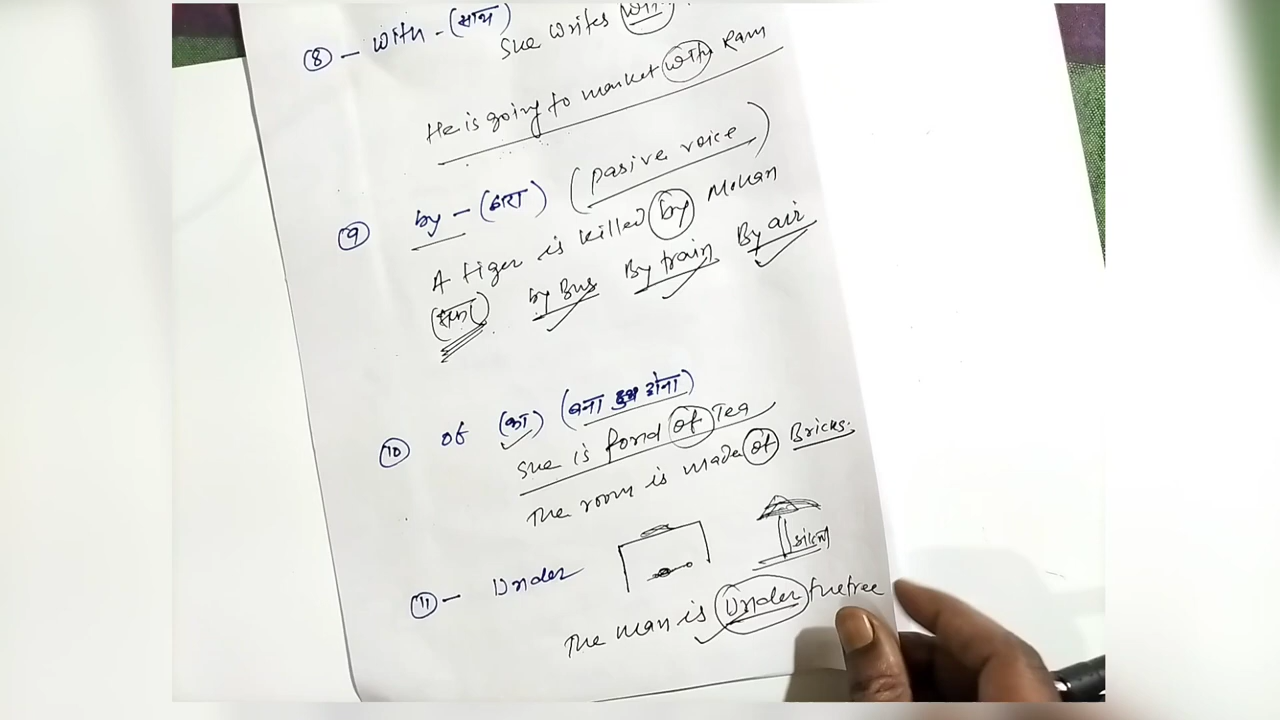 8 - with - (साथ)
She writes with
He is going to market with Ram
9 by - (द्वारा) (pasive voice)
A tiger is killed by Mohan
by Bus By train By air
10 of (का) (बना हुआ होना)
She is fond of Tea
The room is made of Bricks.
11 - Under
The man is Under the tree